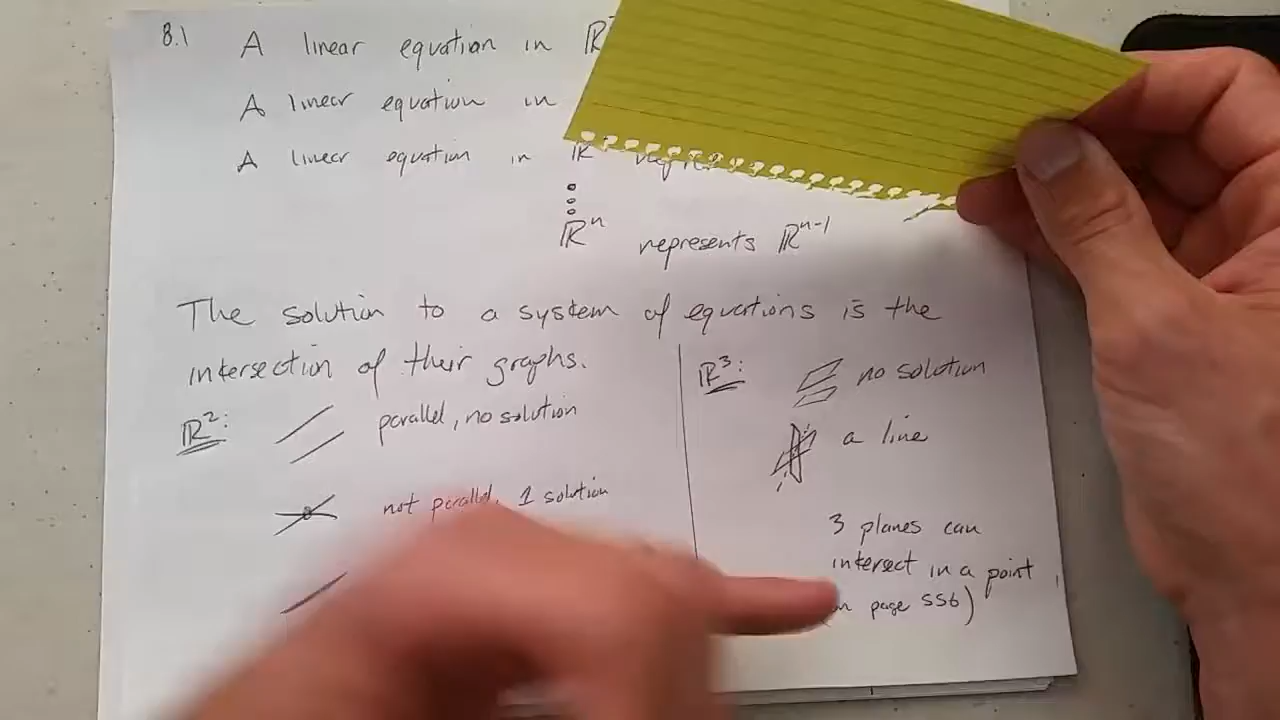 8.1 A linear equation in ℝ
A linear equation in
A linear equation in ℝ
ℝⁿ represents ℝⁿ⁻¹
The solution to a system of equations is the
intersection of their graphs.
ℝ²:
parallel, no solution
not parallel, 1 solution
ℝ³:
no solution
a line
3 planes can
intersect in a point
page 556)